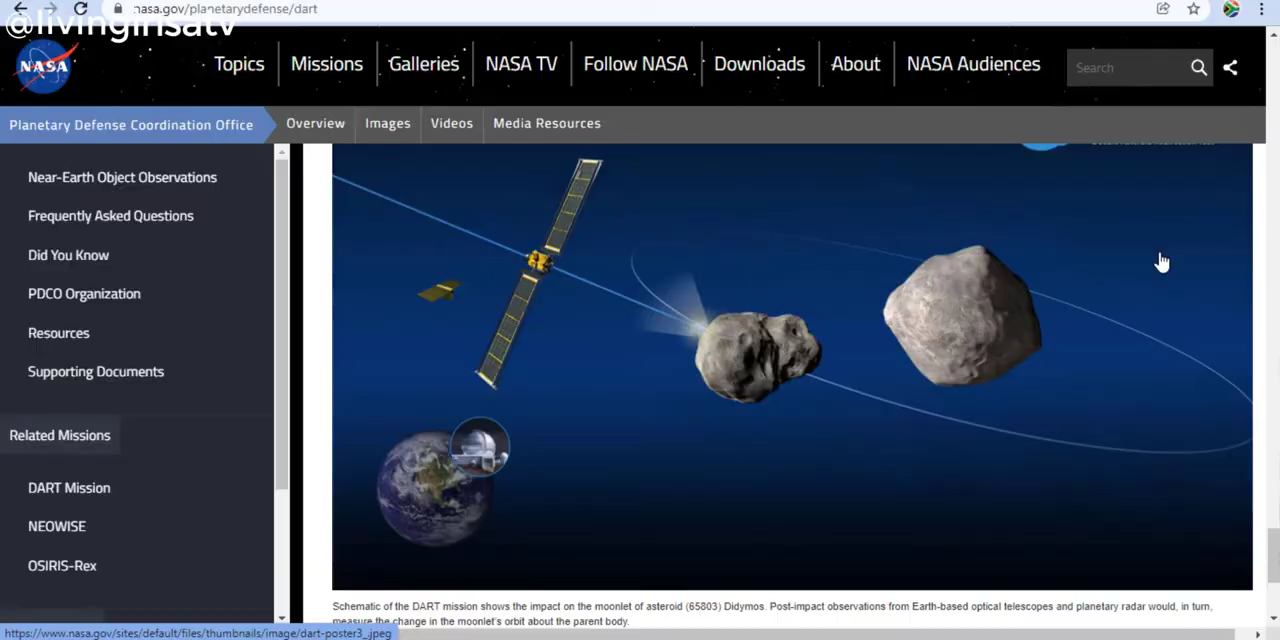 nasa.gov/planetarydefense/dart
@livinginsatv
NASA
Topics
Missions
Galleries
NASA TV
Follow NASA
Downloads
About
NASA Audiences
Search
Planetary Defense Coordination Office
Overview
Images
Videos
Media Resources
Near-Earth Object Observations
Frequently Asked Questions
Did You Know
PDCO Organization
Resources
Supporting Documents
Related Missions
DART Mission
NEOWISE
OSIRIS-Rex
Schematic of the DART mission shows the impact on the moonlet of asteroid (65803) Didymos. Post-impact observations from Earth-based optical telescopes and planetary radar would, in turn,
measure the change in the moonlet's orbit about the parent body.
https://www.nasa.gov/sites/default/files/thumbnails/image/dart-poster3_.jpeg